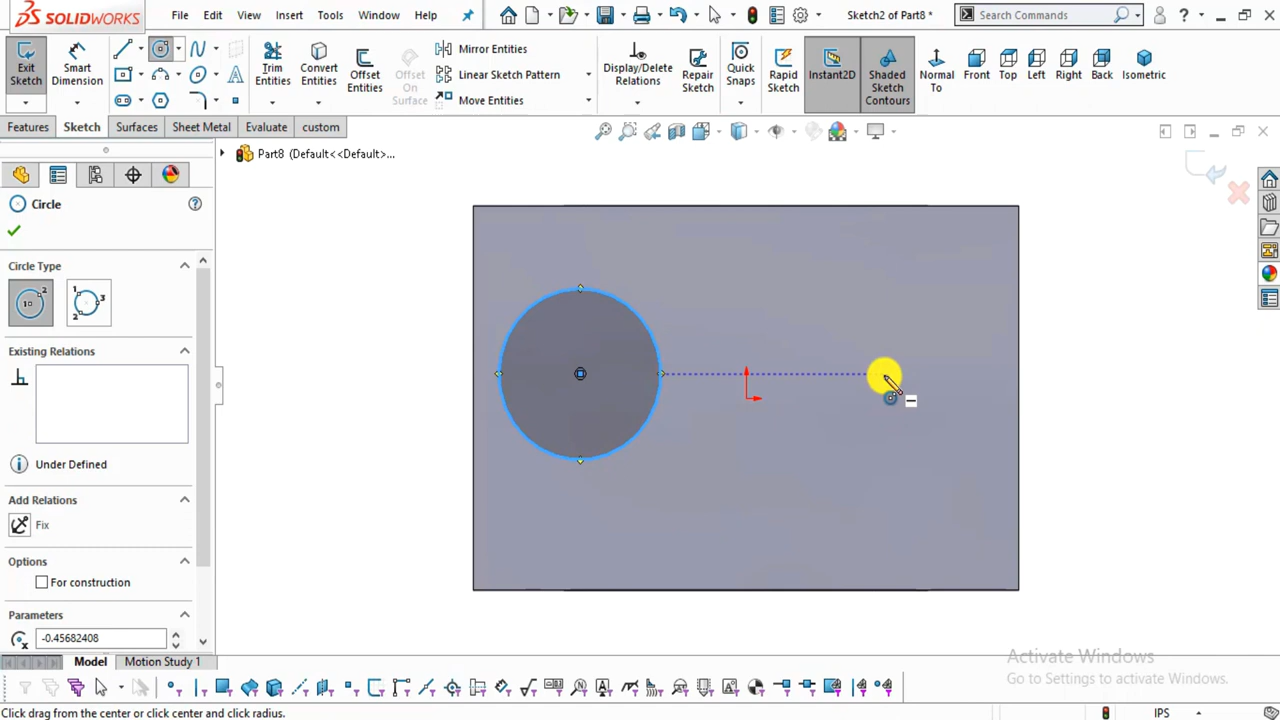 SOLIDWORKS File Edit View Insert Tools Window Help Sketch2 of Part8 * Search Commands ?
Exit Sketch Smart Dimension Trim Entities Convert Entities Offset Entities Offset On Surface Mirror Entities Linear Sketch Pattern Move Entities Display/Delete Relations Repair Sketch Quick Snaps Rapid Sketch Instant2D Shaded Sketch Contours Normal To Front Top Left Right Back Isometric
Features Sketch Surfaces Sheet Metal Evaluate custom
Part8 (Default<<Default>...
Circle
Circle Type
Existing Relations
Under Defined
Add Relations
Fix
Options
For construction
Parameters
-0.45682408
Model Motion Study 1
Activate Windows
Go to Settings to activate Windows.
Click drag from the center or click center and click radius. IPS